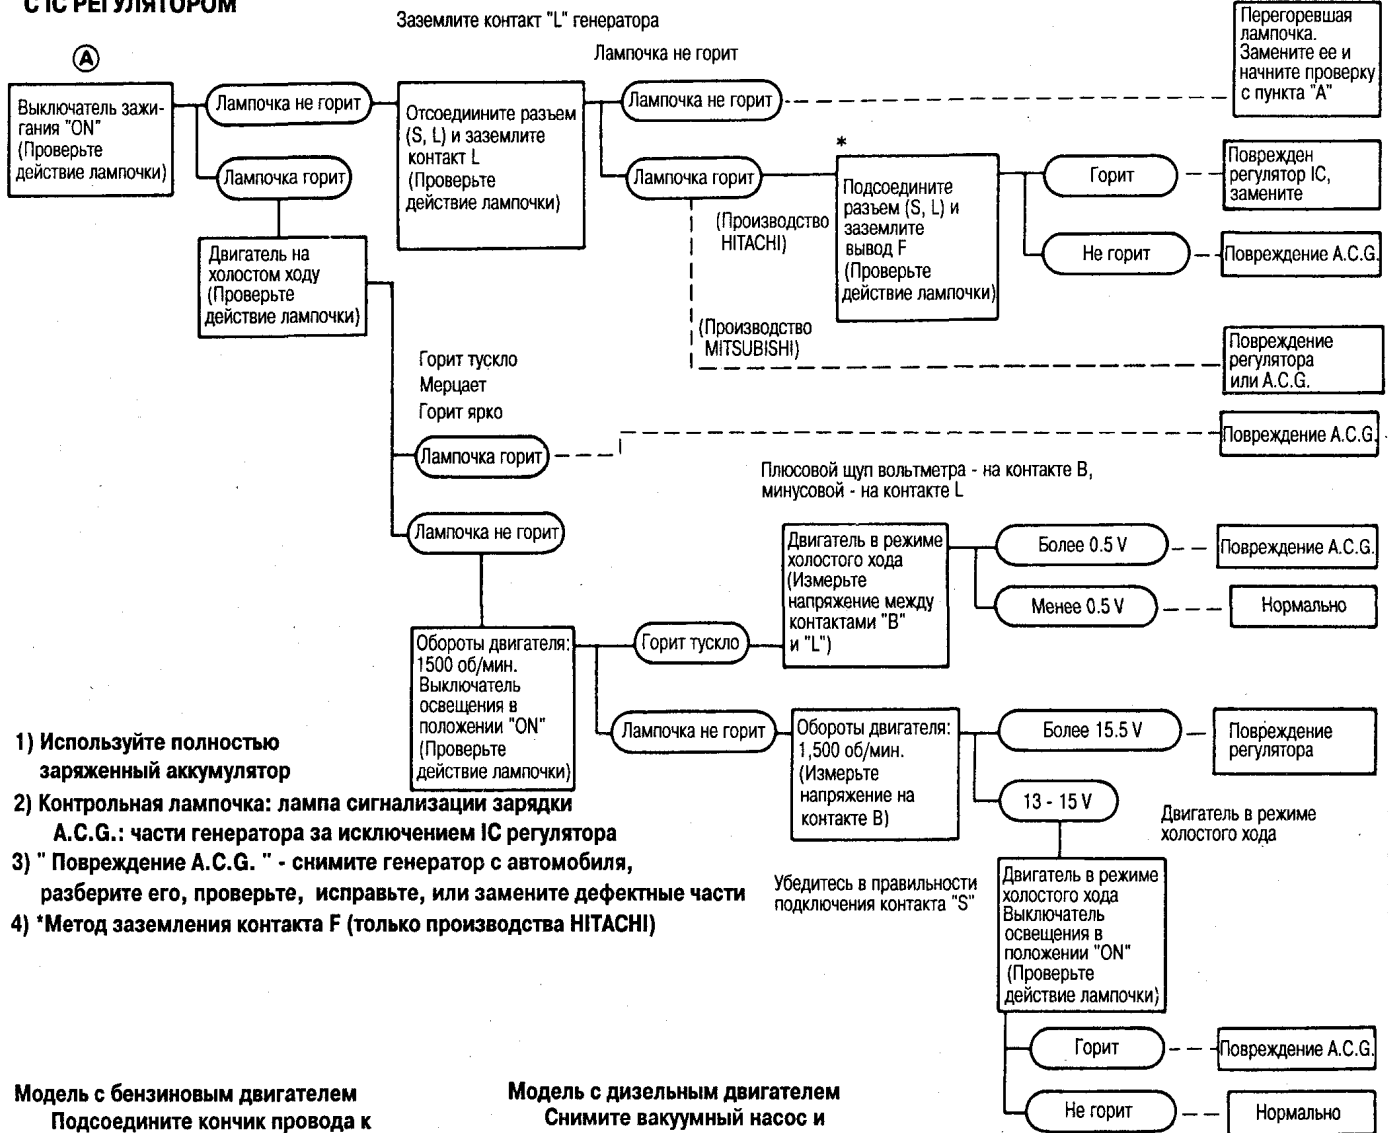 С IC РЕГУЛЯТОРОМ
Заземлите контакт "L" генератора
Лампочка не горит
A
Выключатель зажи-
гания "ON"
(Проверьте
действие лампочки)
Лампочка не горит
Лампочка горит
Отсоедиините разъем
(S, L) и заземлите
контакт L
(Проверьте
действие лампочки)
Лампочка не горит
Перегоревшая
лампочка.
Замените ее и
начните проверку
с пункта "А"
Лампочка горит
*
Подсоедините
разъем (S, L) и
заземлите
вывод F
(Проверьте
действие лампочки)
Горит
Поврежден
регулятор IC,
замените
Не горит
Повреждение A.C.G.
(Производство
HITACHI)
(Производство
MITSUBISHI)
Повреждение
регулятора
или A.C.G.
Двигатель на
холостом ходу
(Проверьте
действие лампочки)
Горит тускло
Мерцает
Горит ярко
Лампочка горит
Повреждение A.C.G.
Лампочка не горит
Плюсовой щуп вольтметра - на контакте В,
минусовой - на контакте L
Обороты двигателя:
1500 об/мин.
Выключатель
освещения в
положении "ON"
(Проверьте
действие лампочки)
Горит тускло
Двигатель в режиме
холостого хода
(Измерьте
напряжение между
контактами "В"
и "L")
Более 0.5 V
Повреждение A.C.G.
Менее 0.5 V
Нормально
Лампочка не горит
Обороты двигателя:
1,500 об/мин.
(Измерьте
напряжение на
контакте В)
Более 15.5 V
Повреждение
регулятора
13 - 15 V
Двигатель в режиме
холостого хода
Убедитесь в правильности
подключения контакта "S"
Двигатель в режиме
холостого хода
Выключатель
освещения в
положении "ON"
(Проверьте
действие лампочки)
Горит
Повреждение A.C.G.
Не горит
Нормально
1) Используйте полностью
заряженный аккумулятор
2) Контрольная лампочка: лампа сигнализации зарядки
A.C.G.: части генератора за исключением IC регулятора
3) " Повреждение A.C.G. " - снимите генератор с автомобиля,
разберите его, проверьте, исправьте, или замените дефектные части
4) *Метод заземления контакта F (только производства HITACHI)
Модель с бензиновым двигателем
Подсоедините кончик провода к
Модель с дизельным двигателем
Снимите вакуумный насос и